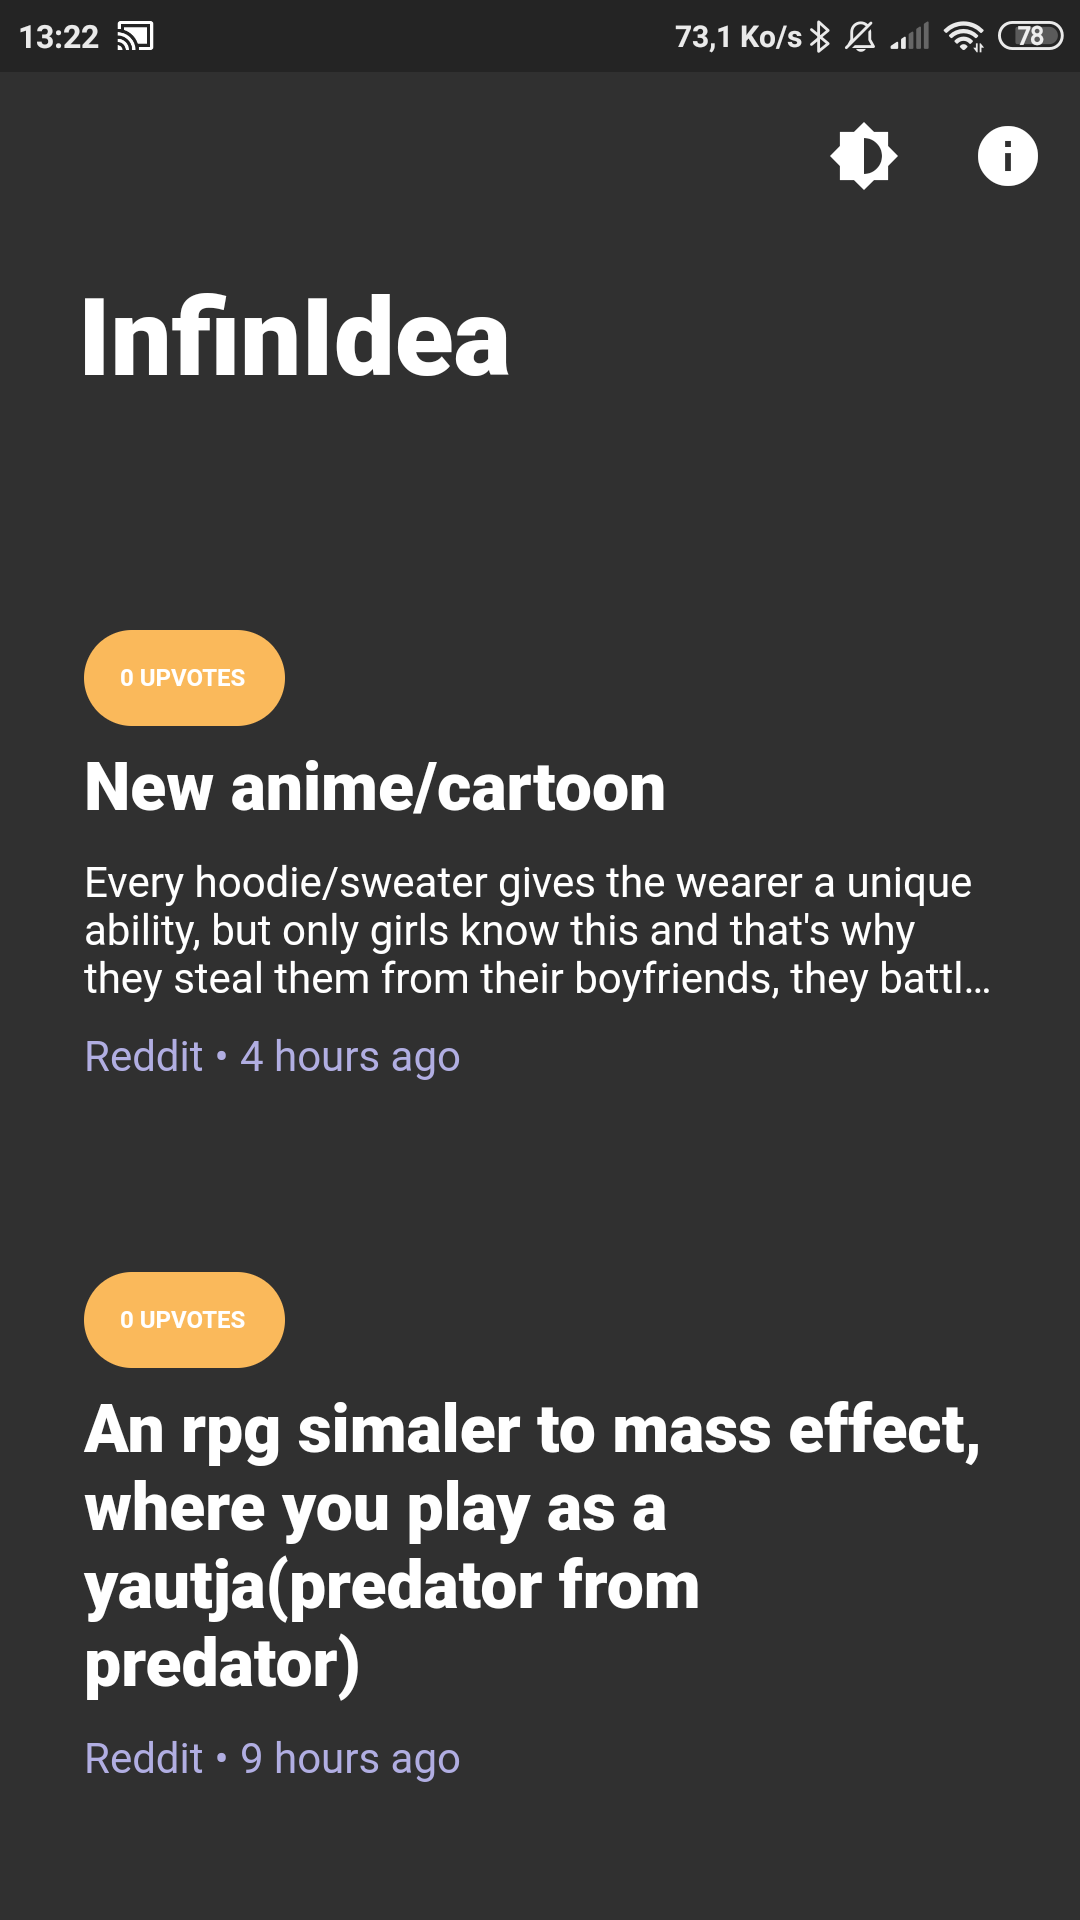 13:22 73,1 Ko/s 78
InfinIdea
0 UPVOTES
New anime/cartoon
Every hoodie/sweater gives the wearer a unique
ability, but only girls know this and that's why
they steal them from their boyfriends, they battl...
Reddit • 4 hours ago
0 UPVOTES
An rpg simaler to mass effect,
where you play as a
yautja(predator from
predator)
Reddit • 9 hours ago